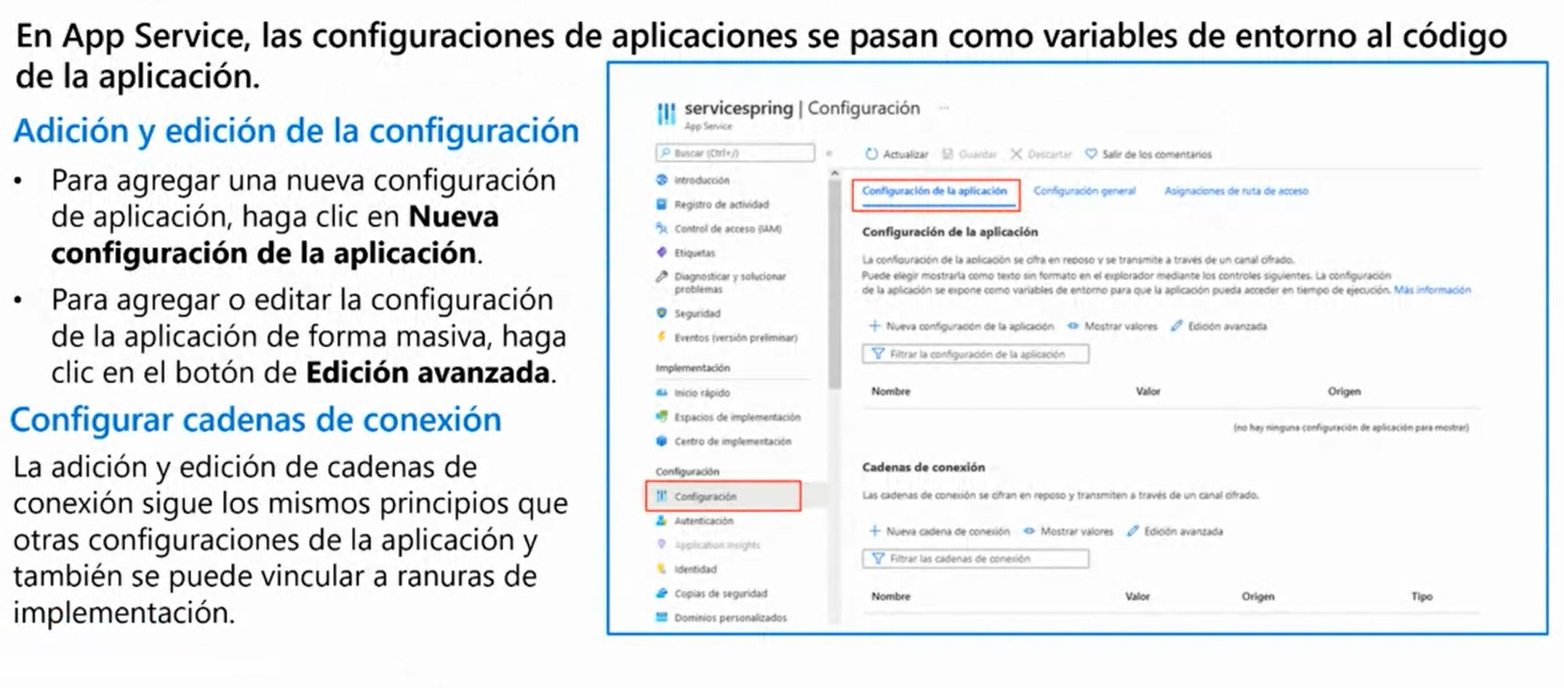 En App Service, las configuraciones de aplicaciones se pasan como variables de entorno al código
de la aplicación.
Adición y edición de la configuración
• Para agregar una nueva configuración
de aplicación, haga clic en Nueva
configuración de la aplicación.
• Para agregar o editar la configuración
de la aplicación de forma masiva, haga
clic en el botón de Edición avanzada.
Configurar cadenas de conexión
La adición y edición de cadenas de
conexión sigue los mismos principios que
otras configuraciones de la aplicación y
también se puede vincular a ranuras de
implementación.
servicespring | Configuración ...
App Service
Buscar (Ctrl+/)
«
Introducción
Registro de actividad
Control de acceso (IAM)
Etiquetas
Diagnosticar y solucionar
problemas
Seguridad
Eventos (versión preliminar)
Implementación
Inicio rápido
Espacios de implementación
Centro de implementación
Configuración
Configuración
Autenticación
Application Insights
Identidad
Copias de seguridad
Dominios personalizados
Actualizar Guardar Descartar Salir de los comentarios
Configuración de la aplicación Configuración general Asignaciones de ruta de acceso
Configuración de la aplicación
La configuración de la aplicación se cifra en reposo y se transmite a través de un canal cifrado.
Puede elegir mostrarla como texto sin formato en el explorador mediante los controles siguientes. La configuración
de la aplicación se expone como variables de entorno para que la aplicación pueda acceder en tiempo de ejecución. Más información
Nueva configuración de la aplicación Mostrar valores Edición avanzada
Filtrar la configuración de la aplicación
Nombre Valor Origen
(no hay ninguna configuración de aplicación para mostrar)
Cadenas de conexión
Las cadenas de conexión se cifran en reposo y transmiten a través de un canal cifrado.
Nueva cadena de conexión Mostrar valores Edición avanzada
Filtrar las cadenas de conexión
Nombre Valor Origen Tipo